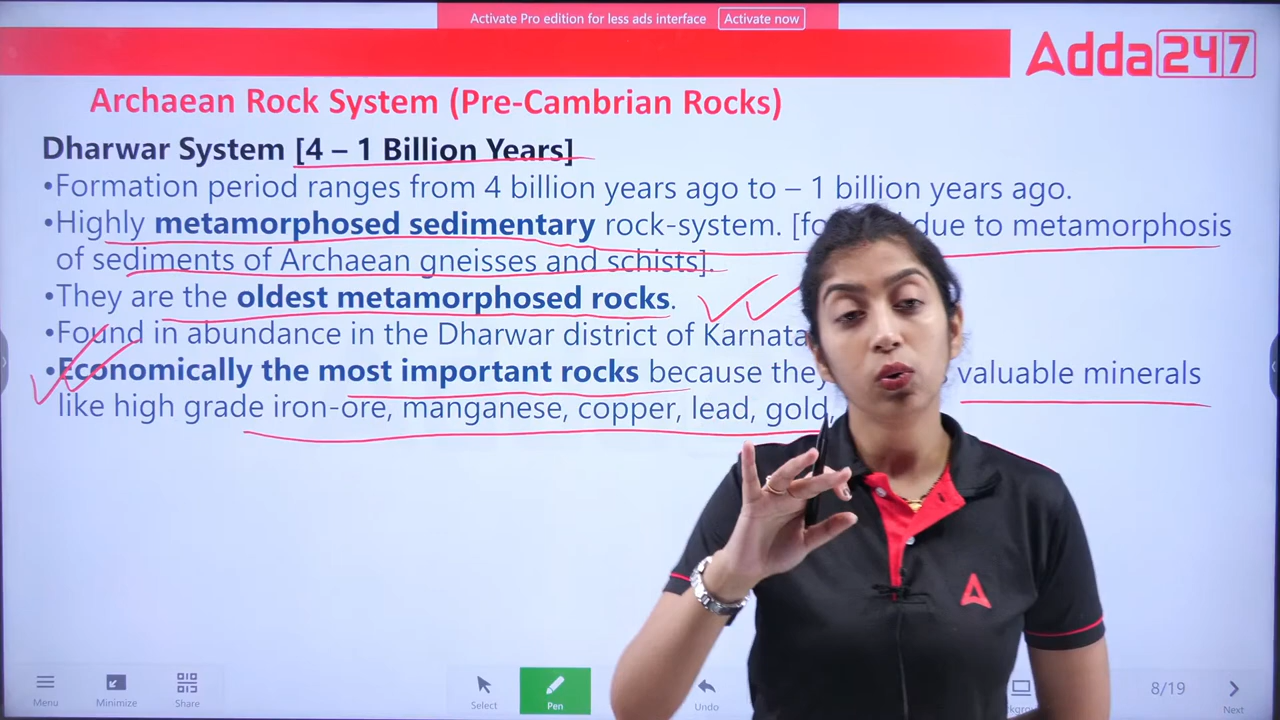 Activate Pro edition for less ads interface Activate now
Adda247
Archaean Rock System (Pre-Cambrian Rocks)
Dharwar System [4 – 1 Billion Years]
•Formation period ranges from 4 billion years ago to – 1 billion years ago.
•Highly metamorphosed sedimentary rock-system. [fo due to metamorphosis
of sediments of Archaean gneisses and schists].
•They are the oldest metamorphosed rocks.
•Found in abundance in the Dharwar district of Karnata
•Economically the most important rocks because they valuable minerals
like high grade iron-ore, manganese, copper, lead, gold,
Menu Minimize Share Select Pen Undo 8/19 Next